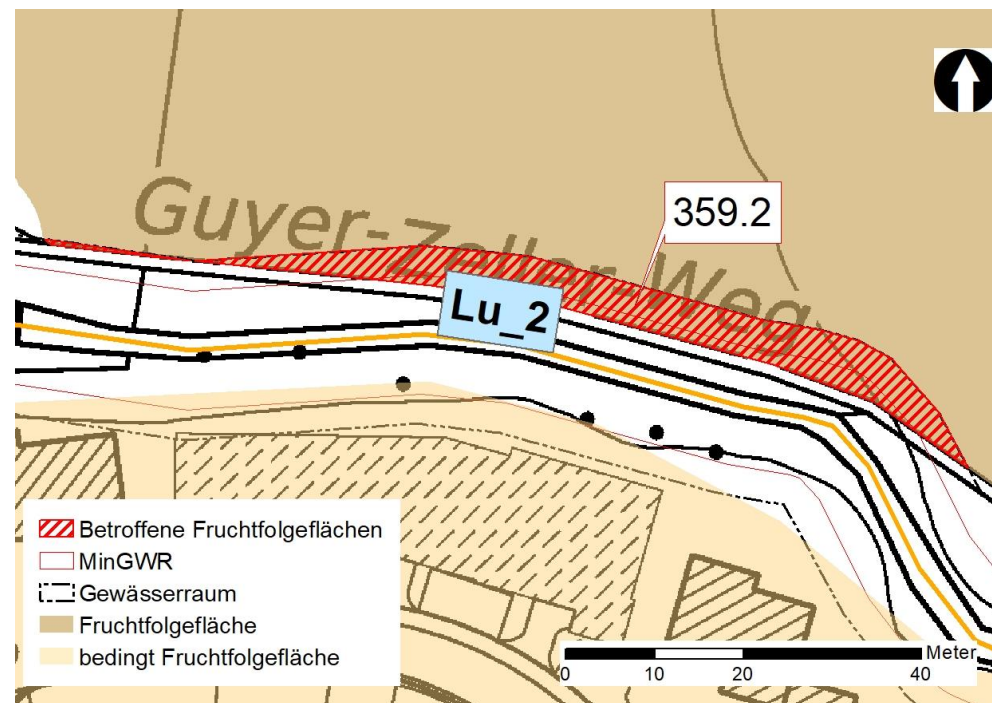 Guyer-Zeller-Weg
359.2
Lu_2
Betroffene Fruchtfolgeflächen
MinGWR
Gewässerraum
Fruchtfolgefläche
bedingt Fruchtfolgefläche
Meter
0 10 20 40